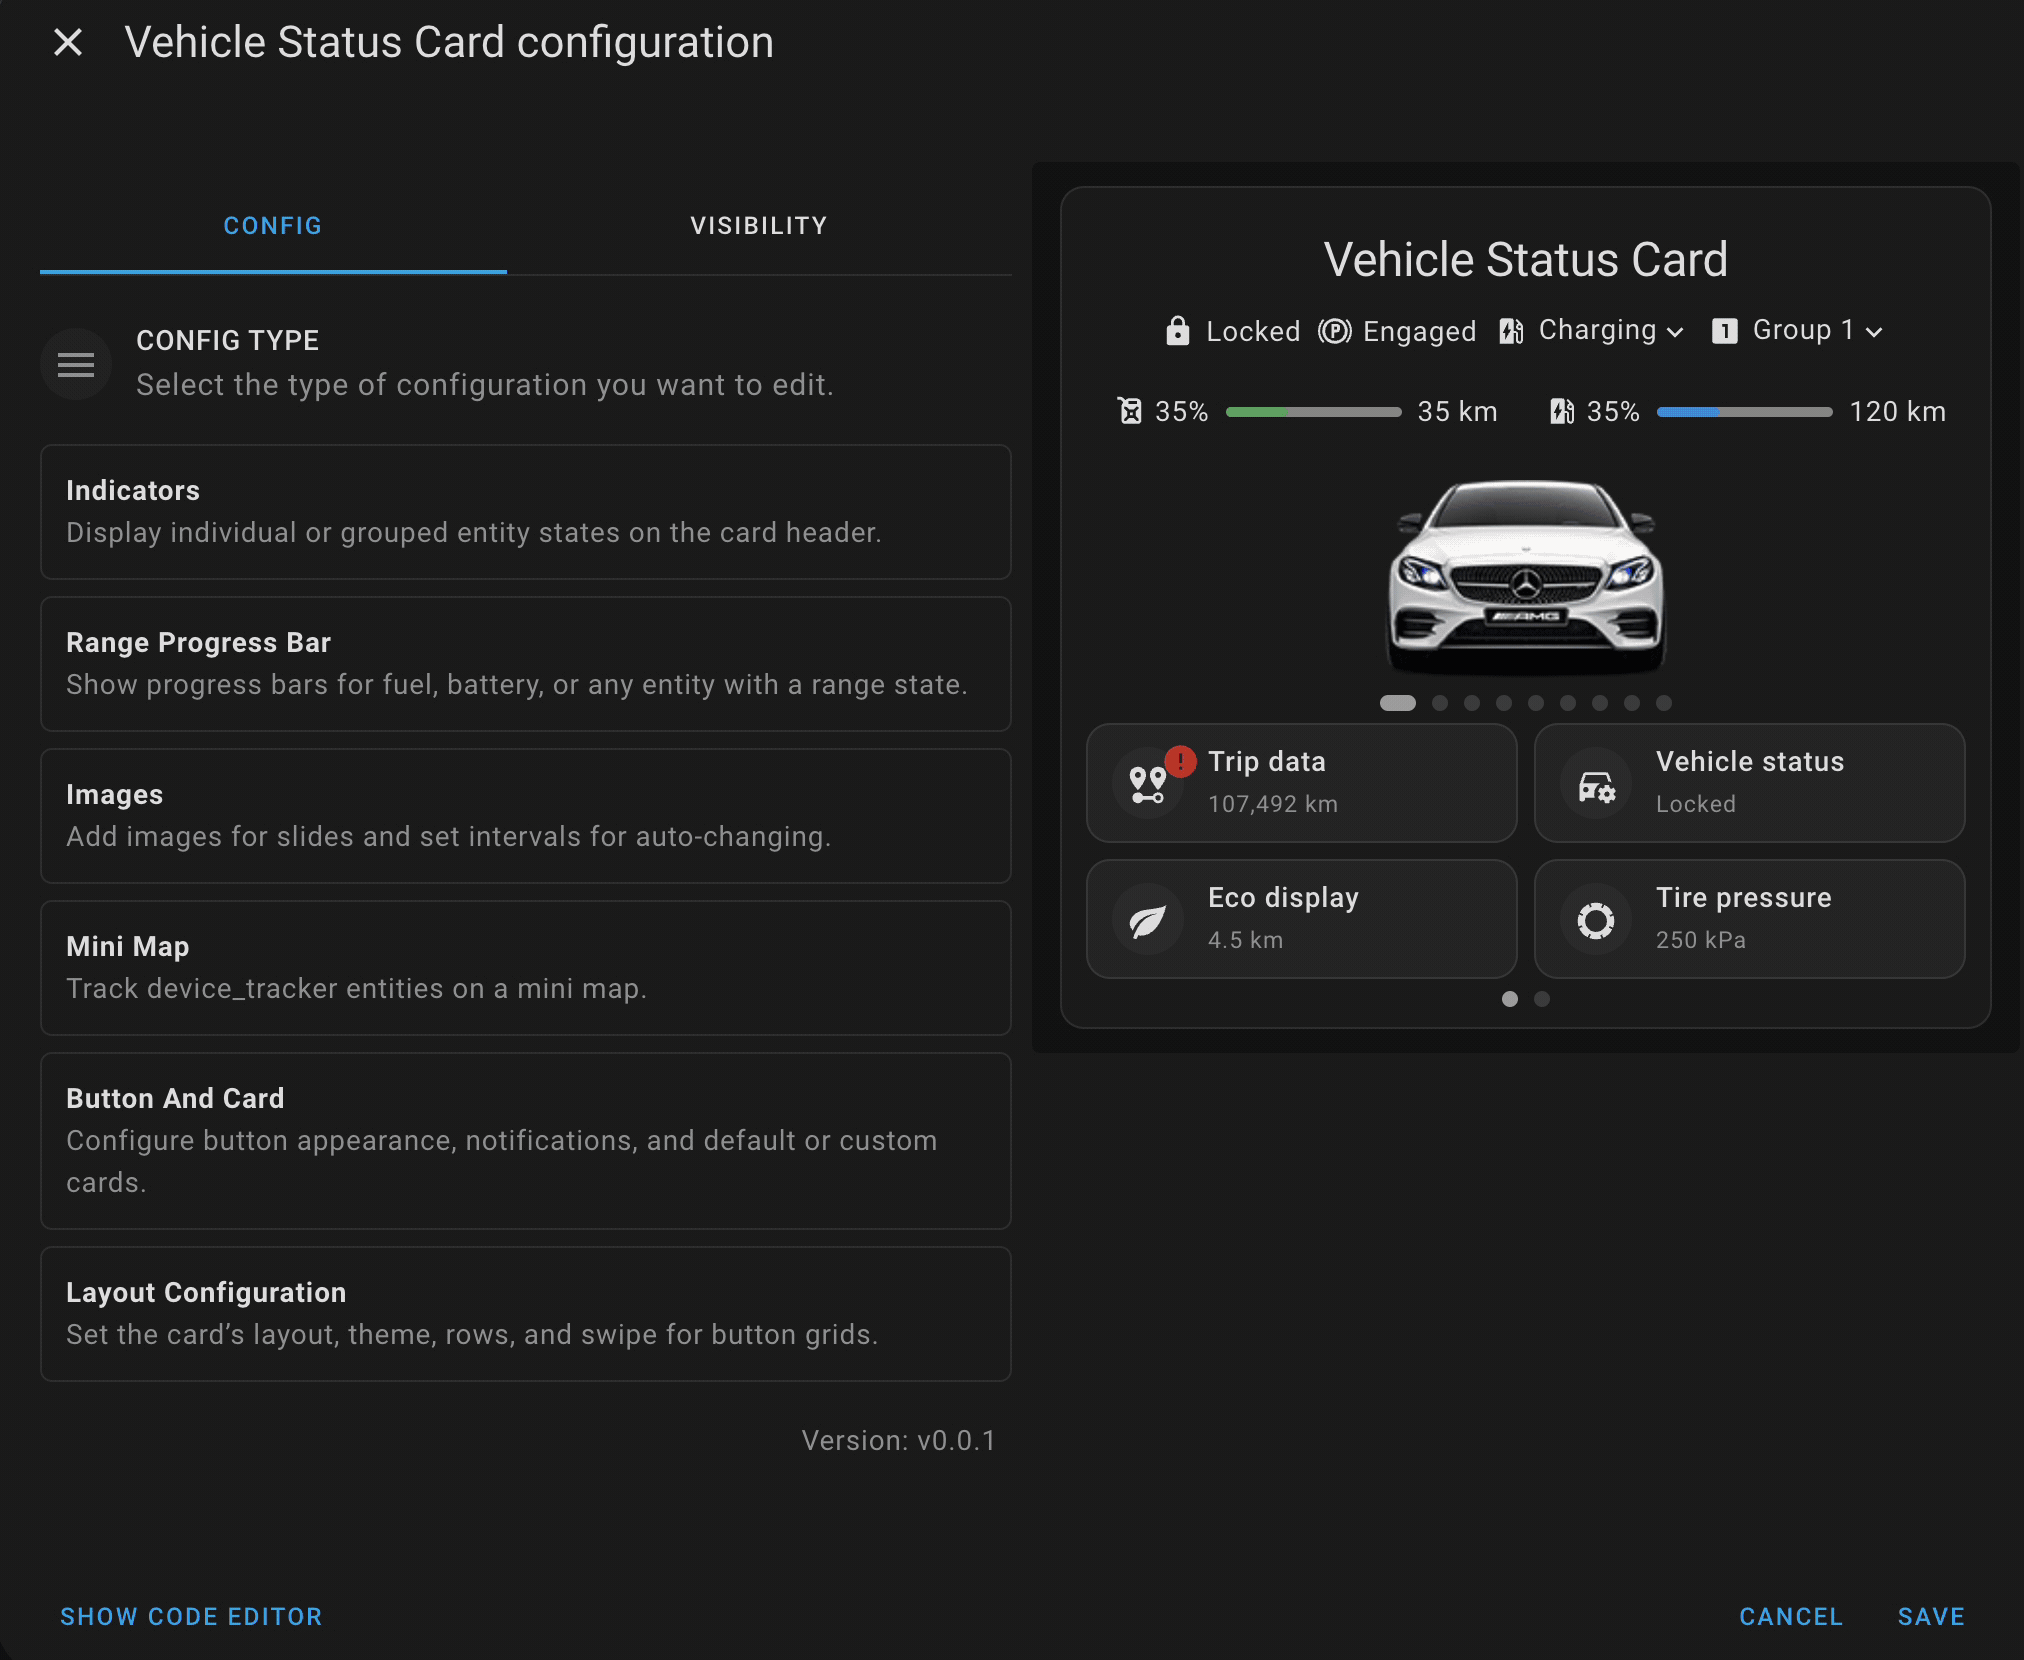 Vehicle Status Card configuration
CONFIG
VISIBILITY
CONFIG TYPE
Select the type of configuration you want to edit.
Indicators
Display individual or grouped entity states on the card header.
Range Progress Bar
Show progress bars for fuel, battery, or any entity with a range state.
Images
Add images for slides and set intervals for auto-changing.
Mini Map
Track device_tracker entities on a mini map.
Button And Card
Configure button appearance, notifications, and default or custom
cards.
Layout Configuration
Set the card’s layout, theme, rows, and swipe for button grids.
Version: v0.0.1
Vehicle Status Card
Locked Engaged Charging 1 Group 1
35% 35 km 35% 120 km
AMG
Trip data
107,492 km
Vehicle status
Locked
Eco display
4.5 km
Tire pressure
250 kPa
SHOW CODE EDITOR
CANCEL
SAVE